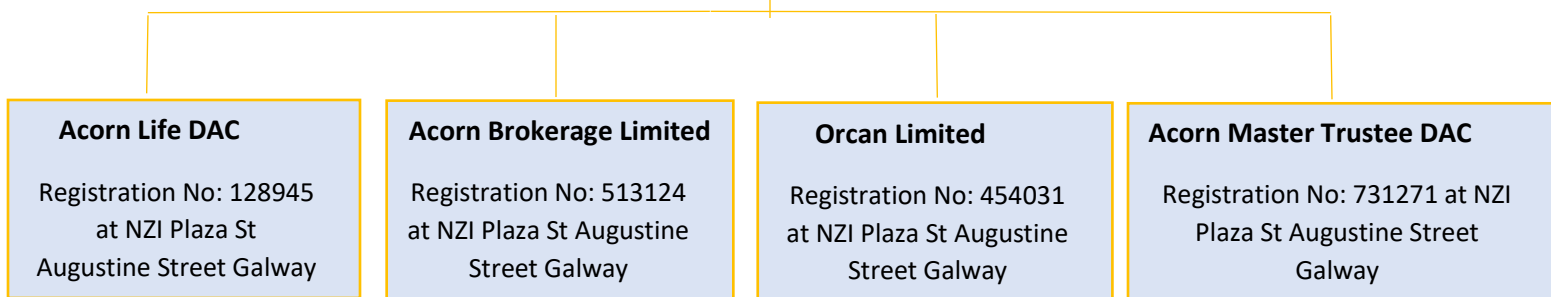 Acorn Life DAC
Registration No: 128945
at NZI Plaza St
Augustine Street Galway
Acorn Brokerage Limited
Registration No: 513124
at NZI Plaza St Augustine
Street Galway
Orcan Limited
Registration No: 454031
at NZI Plaza St Augustine
Street Galway
Acorn Master Trustee DAC
Registration No: 731271 at NZI
Plaza St Augustine Street
Galway